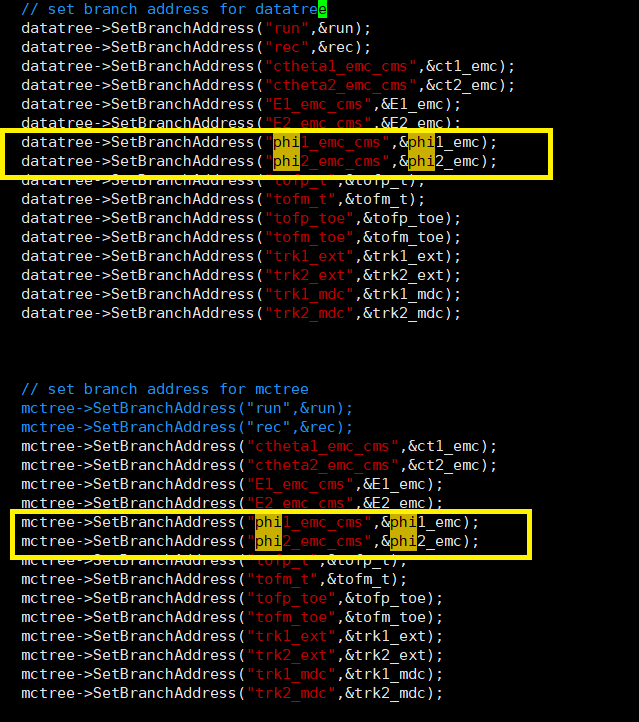 // set branch address for datatree
datatree->SetBranchAddress("run",&run);
datatree->SetBranchAddress("rec",&rec);
datatree->SetBranchAddress("ctheta1_emc_cms",&ct1_emc);
datatree->SetBranchAddress("ctheta2_emc_cms",&ct2_emc);
datatree->SetBranchAddress("E1_emc_cms",&E1_emc);
datatree->SetBranchAddress("E2_emc_cms",&E2_emc);
datatree->SetBranchAddress("phi1_emc_cms",&phi1_emc);
datatree->SetBranchAddress("phi2_emc_cms",&phi2_emc);
datatree->SetBranchAddress("tofp_t",&tofp_t);
datatree->SetBranchAddress("tofm_t",&tofm_t);
datatree->SetBranchAddress("tofp_toe",&tofp_toe);
datatree->SetBranchAddress("tofm_toe",&tofm_toe);
datatree->SetBranchAddress("trk1_ext",&trk1_ext);
datatree->SetBranchAddress("trk2_ext",&trk2_ext);
datatree->SetBranchAddress("trk1_mdc",&trk1_mdc);
datatree->SetBranchAddress("trk2_mdc",&trk2_mdc);
// set branch address for mctree
mctree->SetBranchAddress("run",&run);
mctree->SetBranchAddress("rec",&rec);
mctree->SetBranchAddress("ctheta1_emc_cms",&ct1_emc);
mctree->SetBranchAddress("ctheta2_emc_cms",&ct2_emc);
mctree->SetBranchAddress("E1_emc_cms",&E1_emc);
mctree->SetBranchAddress("E2_emc_cms",&E2_emc);
mctree->SetBranchAddress("phi1_emc_cms",&phi1_emc);
mctree->SetBranchAddress("phi2_emc_cms",&phi2_emc);
mctree->SetBranchAddress("tofp_t",&tofp_t);
mctree->SetBranchAddress("tofm_t",&tofm_t);
mctree->SetBranchAddress("tofp_toe",&tofp_toe);
mctree->SetBranchAddress("tofm_toe",&tofm_toe);
mctree->SetBranchAddress("trk1_ext",&trk1_ext);
mctree->SetBranchAddress("trk2_ext",&trk2_ext);
mctree->SetBranchAddress("trk1_mdc",&trk1_mdc);
mctree->SetBranchAddress("trk2_mdc",&trk2_mdc);